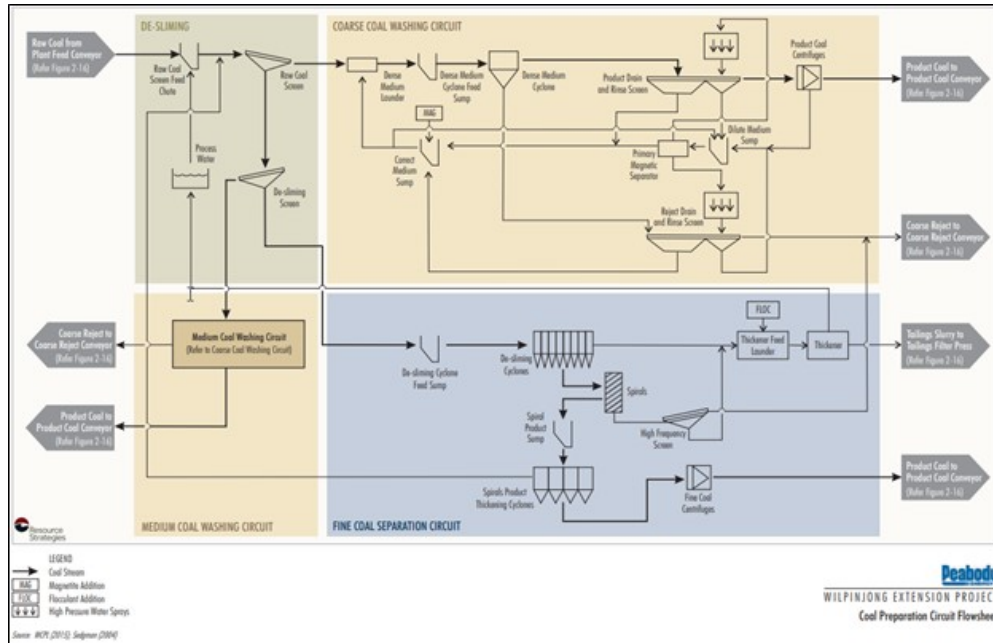 DE-SLIMING
COARSE COAL WASHING CIRCUIT
Raw Coal from
Plant Feed Conveyor
(Refer Figure 2-16)
Raw Coal
Screen Feed
Chute
Raw Coal
Screen
Dense
Medium
Launder
Dense Medium
Cyclone Feed
Sump
Dense Medium
Cyclone
Product Drain
and Rinse Screen
Product Coal
Centrifuges
Product Coal to
Product Coal Conveyor
(Refer Figure 2-16)
MAG
Correct
Medium
Sump
Primary
Magnetic
Separator
Dilute Medium
Sump
Process
Water
De-sliming
Screen
Reject Drain
and Rinse Screen
Coarse Reject to
Coarse Reject Conveyor
(Refer Figure 2-16)
Coarse Reject to
Coarse Reject Conveyor
(Refer Figure 2-16)
Medium Coal Washing Circuit
(Refer to Coarse Coal Washing Circuit)
De-sliming Cyclone
Feed Sump
De-sliming
Cyclones
FLOC
Thickener Feed
Launder
Thickener
Tailings Slurry to
Tailings Filter Press
(Refer Figure 2-16)
Spirals
Product Coal to
Product Coal Conveyor
(Refer Figure 2-16)
Spiral
Product
Sump
High Frequency
Screen
Spirals Product
Thickening Cyclones
Fine Coal
Centrifuges
Product Coal to
Product Coal Conveyor
(Refer Figure 2-16)
MEDIUM COAL WASHING CIRCUIT
FINE COAL SEPARATION CIRCUIT
Resource
Strategies
LEGEND
Coal Stream
MAG Magnetite Addition
FLOC Flocculant Addition
High Pressure Water Sprays
Source: MCPL (2015); Sedgman (2004)
Peabody
WILPINJONG EXTENSION PROJEC
Coal Preparation Circuit Flowshee